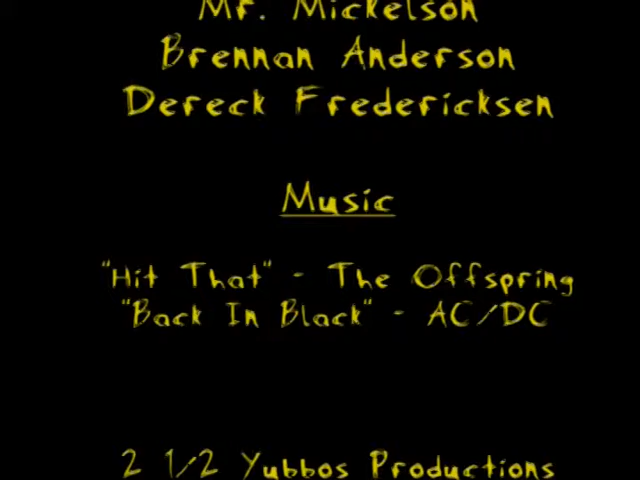 Mr. Mickelson
Brennan Anderson
Dereck Fredericksen
Music
"Hit That" - The Offspring
"Back In Black" - AC/DC
2 1/2 Yubbos Productions